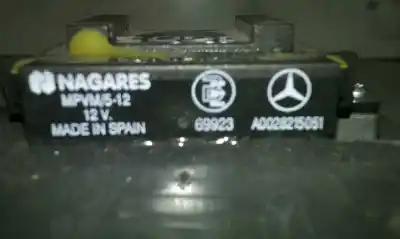 NAGARES
MPVM/5-12
12 V.
MADE IN SPAIN
69923
A0028215051